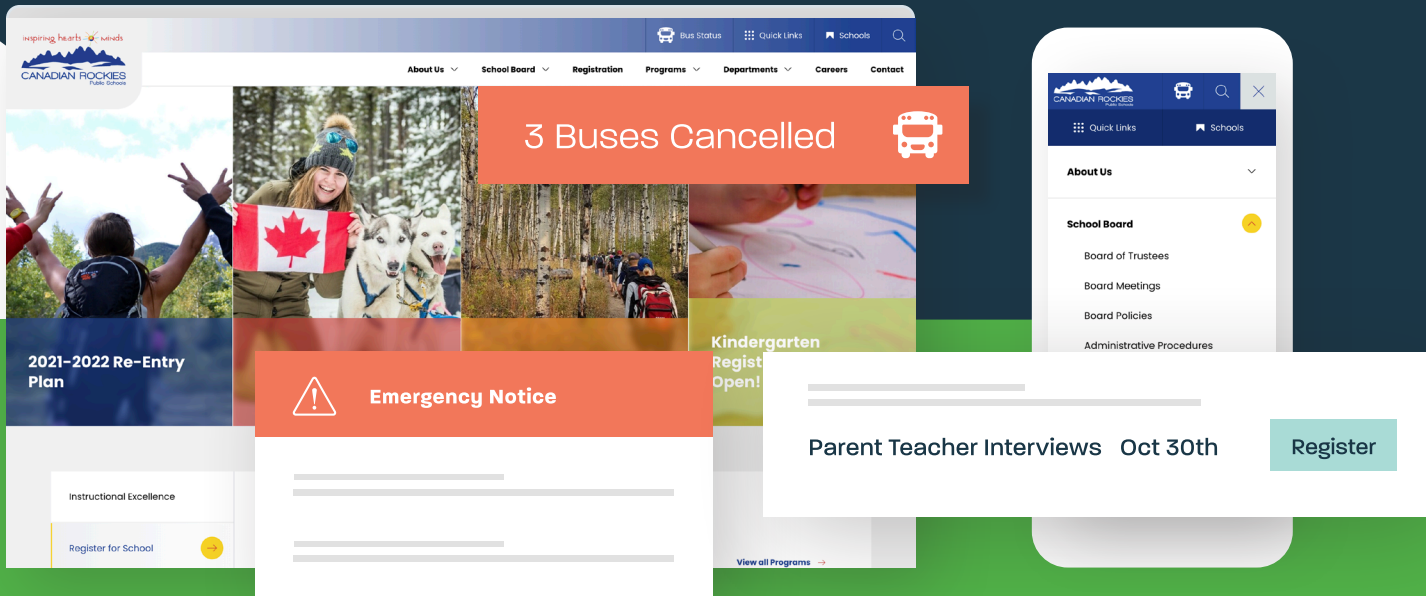 inspiring hearts & minds
CANADIAN ROCKIES
Public Schools
Bus Status
Quick Links
Schools
About Us
School Board
Registration
Programs
Departments
Careers
Contact
3 Buses Cancelled
2021-2022 Re-Entry
Plan
Kindergarten
Regist
Open!
Emergency Notice
Instructional Excellence
Register for School
View all Programs
CANADIAN ROCKIES
Public Schools
Quick Links
Schools
About Us
School Board
Board of Trustees
Board Meetings
Board Policies
Administrative Procedures
Parent Teacher Interviews Oct 30th
Register